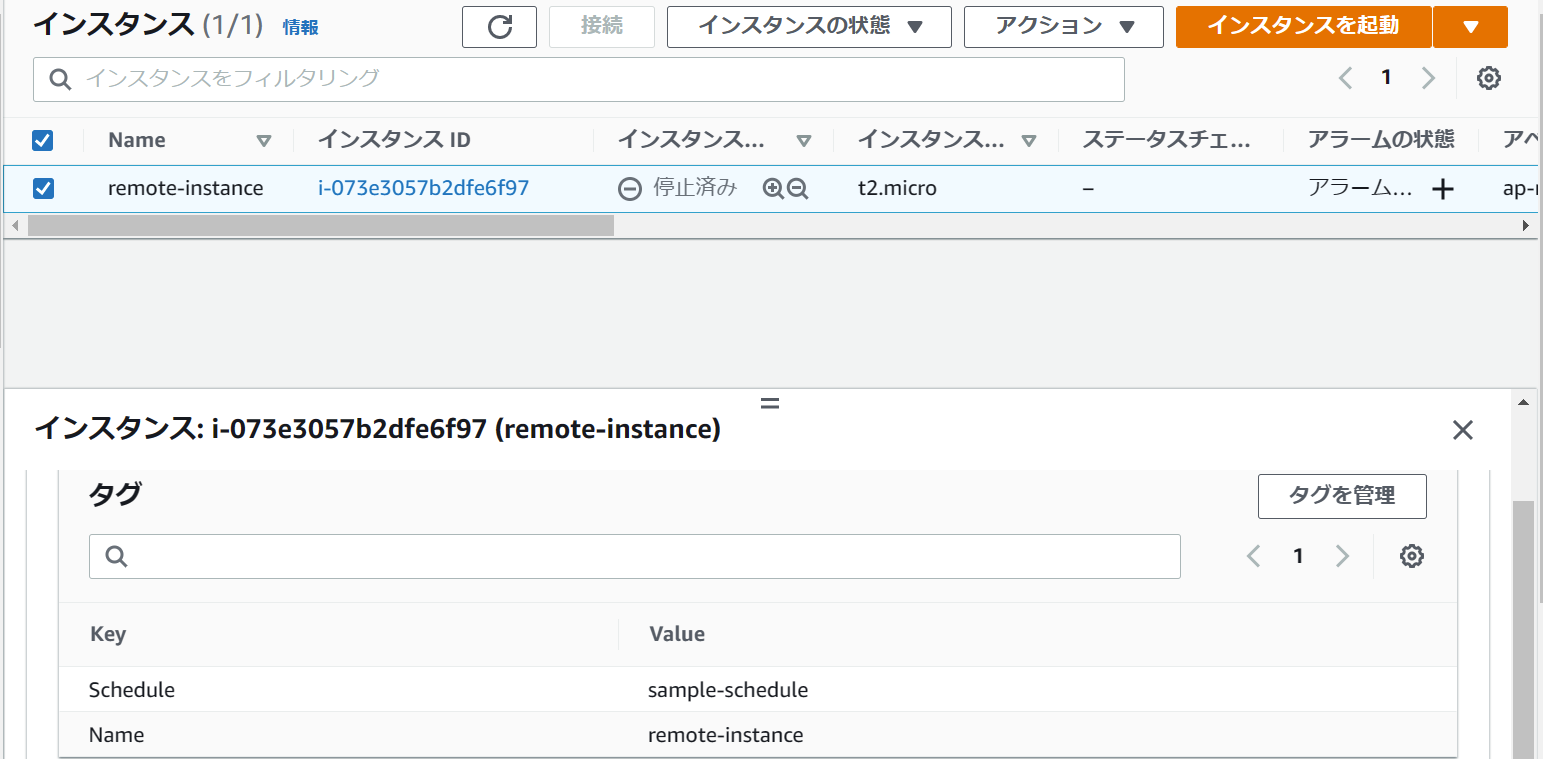 インスタンス (1/1) 情報 接続 インスタンスの状態 アクション インスタンスを起動
インスタンスをフィルタリング 1
Name インスタンス ID インスタンス... インスタンス... ステータスチェ... アラームの状態 アベ
remote-instance i-073e3057b2dfe6f97 停止済み t2.micro – アラーム... ap-
インスタンス: i-073e3057b2dfe6f97 (remote-instance)
タグ タグを管理
1
Key Value
Schedule sample-schedule
Name remote-instance